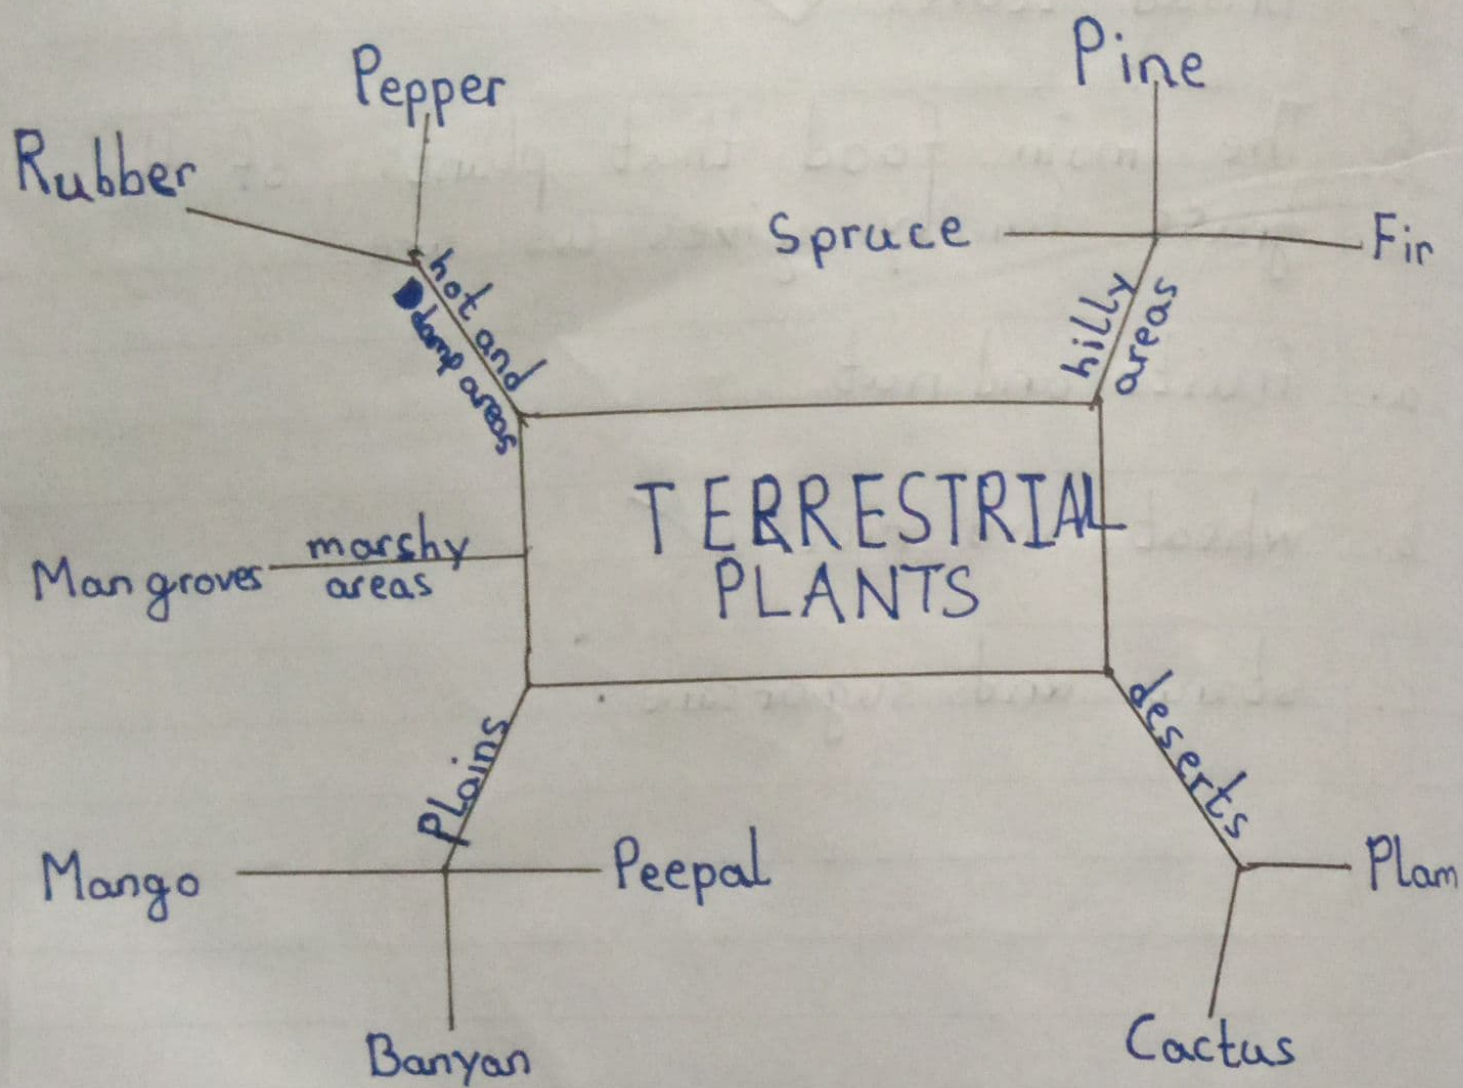 Pepper
Pine
Rubber
Spruce
Fir
hot and
damp areas
hilly
areas
TERRESTRIAL
PLANTS
marshy
areas
Mangroves
Plains
deserts
Mango
Peepal
Plam
Banyan
Cactus